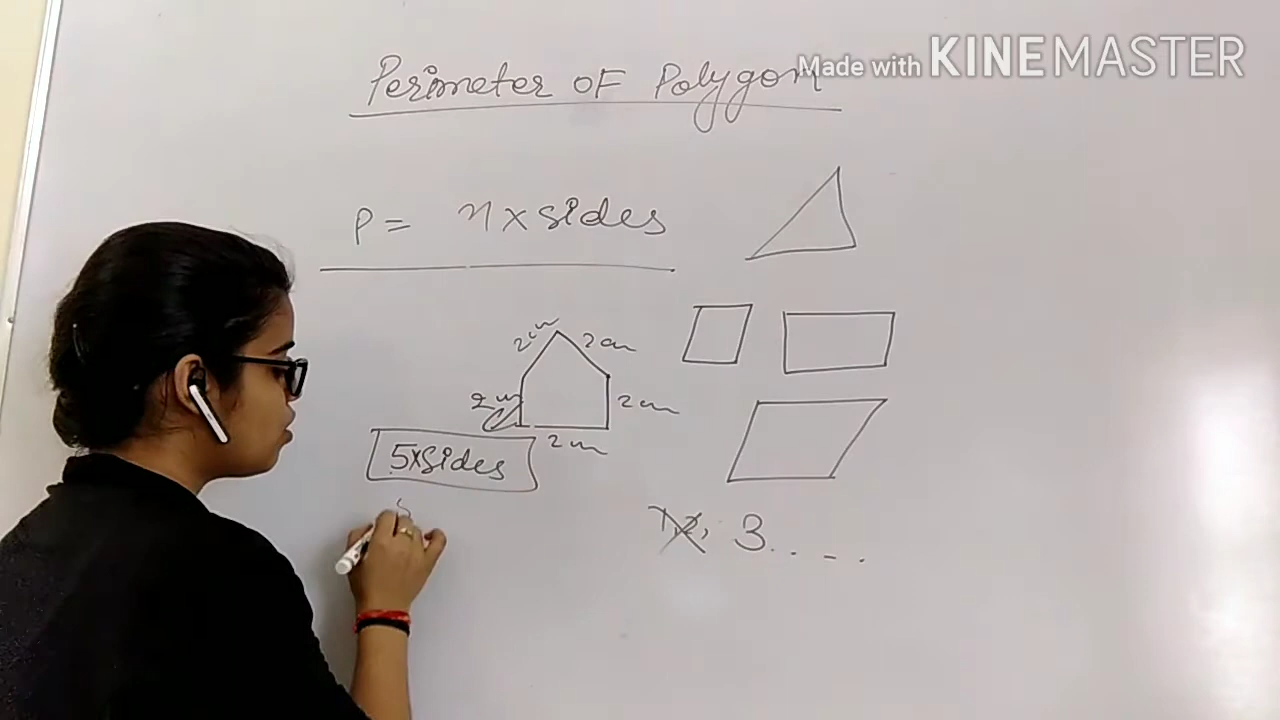 Made with KINEMASTER
Perimeter OF Polygon
P = n x sides
2cm
2cm
2cm
2cm
2cm
5xsides
3....